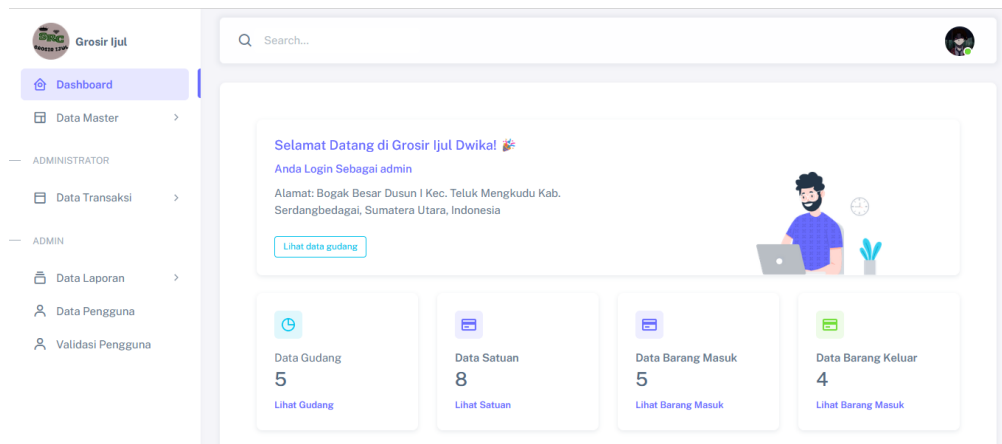 SRC
GROSIR IJUL
Grosir Ijul
Search...
Dashboard
Data Master
ADMINISTRATOR
Data Transaksi
ADMIN
Data Laporan
Data Pengguna
Validasi Pengguna
Selamat Datang di Grosir Ijul Dwika! 🎉
Anda Login Sebagai admin
Alamat: Bogak Besar Dusun I Kec. Teluk Mengkudu Kab.
Serdangbedagai, Sumatera Utara, Indonesia
Lihat data gudang
Data Gudang
5
Lihat Gudang
Data Satuan
8
Lihat Satuan
Data Barang Masuk
5
Lihat Barang Masuk
Data Barang Keluar
4
Lihat Barang Masuk